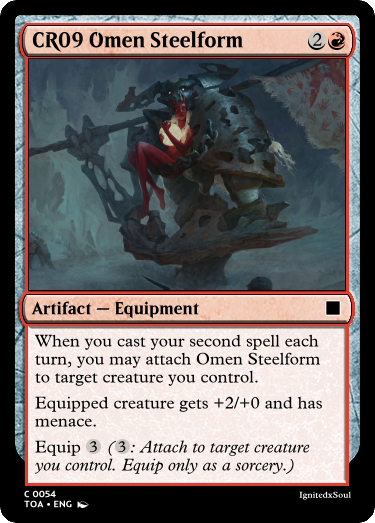 CR09 Omen Steelform 2
Artifact — Equipment
When you cast your second spell each
turn, you may attach Omen Steelform
to target creature you control.
Equipped creature gets +2/+0 and has
menace.
Equip 3 (3: Attach to target creature
you control. Equip only as a sorcery.)
C 0054
TOA • ENG
IgnitedxSoul